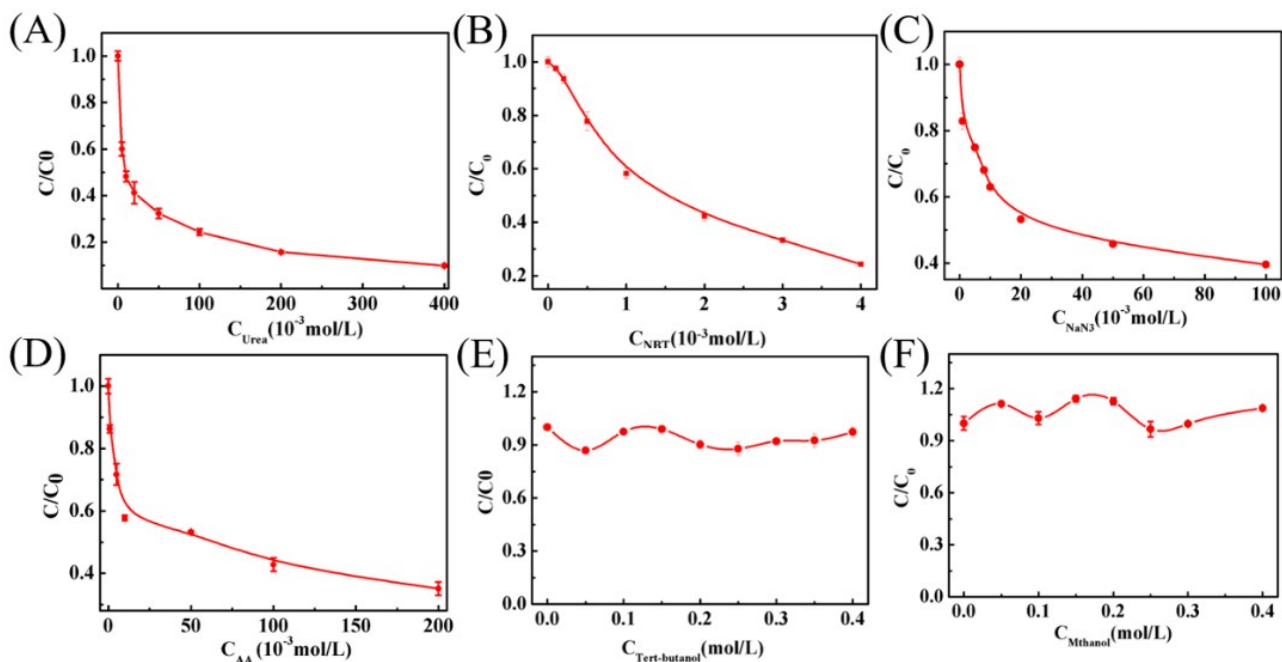 (A)
1.0
0.8
0.6
0.4
0.2
C/C0
0 100 200 300 400
C Urea (10-3mol/L)
(B)
1.0
0.8
0.6
0.4
0.2
C/C0
0 1 2 3 4
C NRT (10-3mol/L)
(C)
1.0
0.8
0.6
0.4
C/C0
0 20 40 60 80 100
C NaN3 (10-3mol/L)
(D)
1.0
0.8
0.6
0.4
C/C0
0 50 100 150 200
C AA (10-3mol/L)
(E)
1.2
0.9
0.6
0.3
0.0
C/C0
0.0 0.1 0.2 0.3 0.4
C Tert-butanol (mol/L)
(F)
1.2
0.9
0.6
0.3
0.0
C/C0
0.0 0.1 0.2 0.3 0.4
C Mthanol (mol/L)